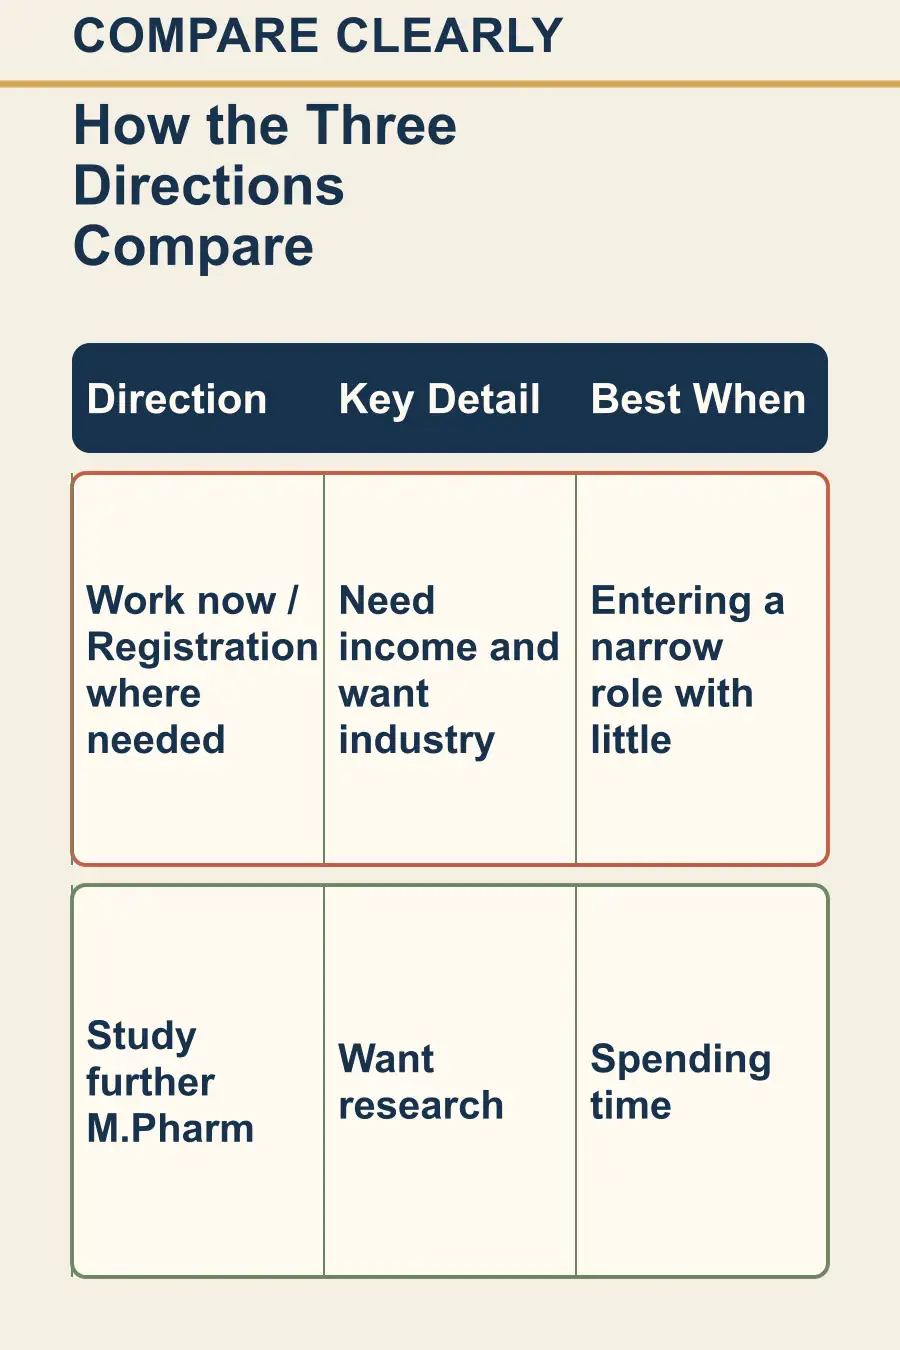 COMPARE CLEARLY
How the Three
Directions
Compare
Direction Key Detail Best When
Work now /
Registration
where
needed
Need
income and
want
industry
Entering a
narrow
role with
little
Study
further
M.Pharm
Want
research
Spending
time